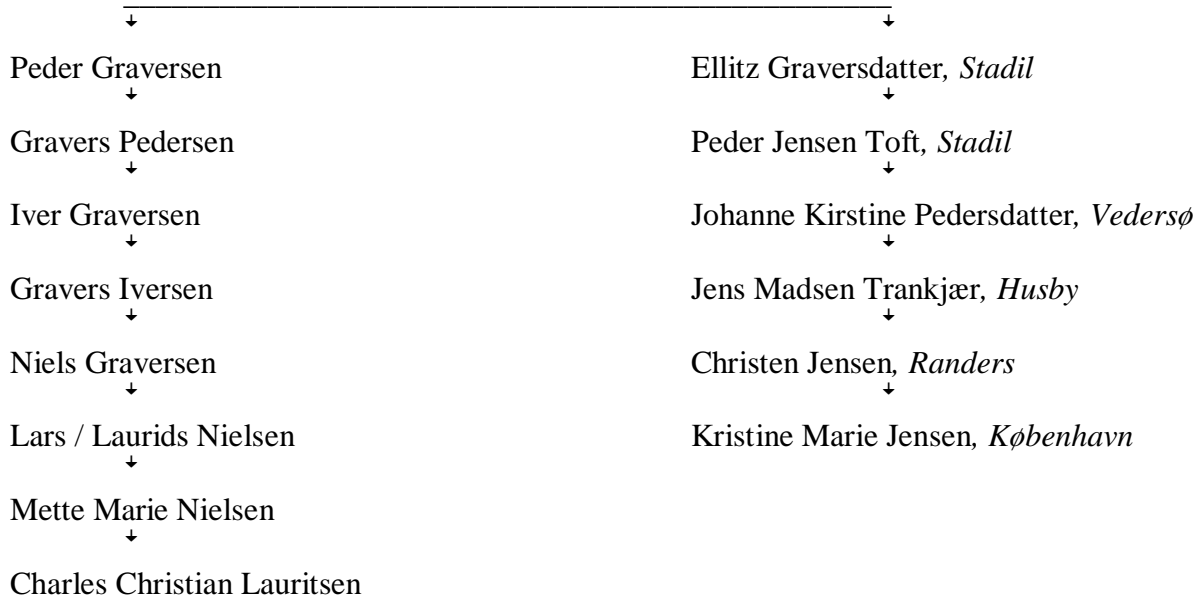 Peder Graversen Ellitz Graversdatter, Stadil
Gravers Pedersen Peder Jensen Toft, Stadil
Iver Graversen Johanne Kirstine Pedersdatter, Vedersø
Gravers Iversen Jens Madsen Trankjær, Husby
Niels Graversen Christen Jensen, Randers
Lars / Laurids Nielsen Kristine Marie Jensen, København
Mette Marie Nielsen
Charles Christian Lauritsen